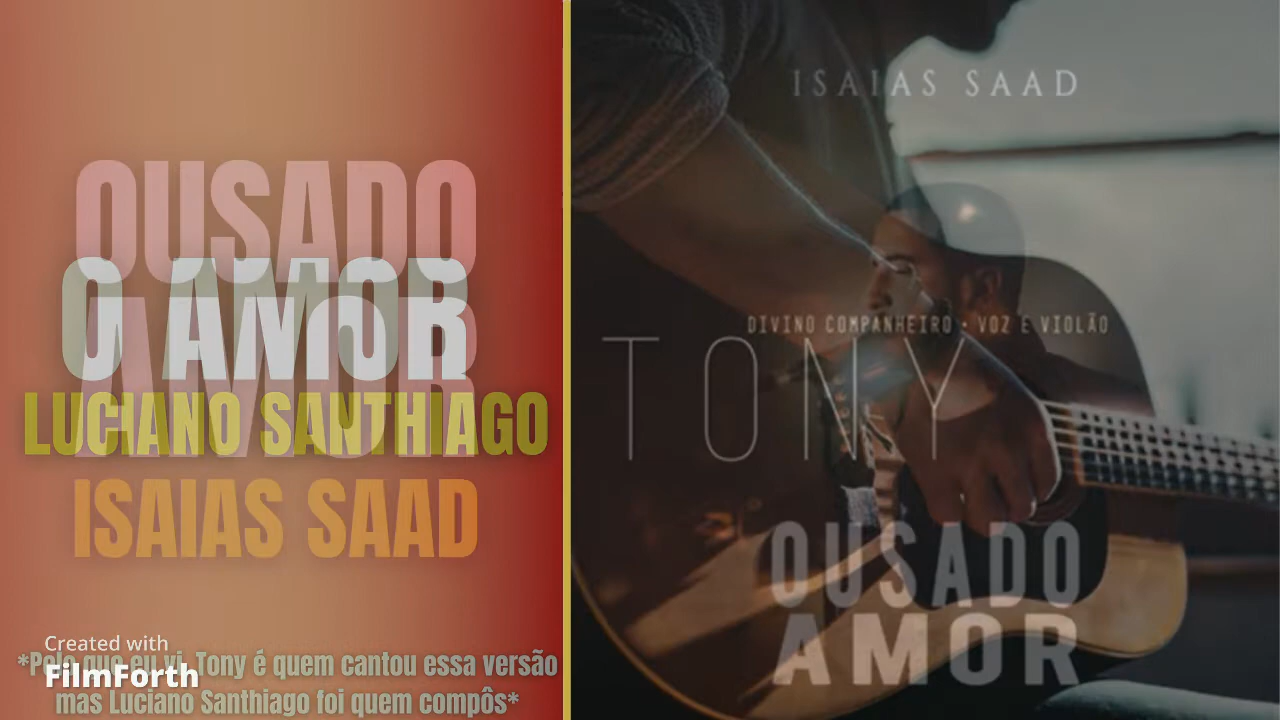 OUSADO
O AMOR
AMOR
LUCIANO SANTHIAGO
ISAIAS SAAD
Created with
FilmForth
*Pelo que eu vi, Tony é quem cantou essa versão
mas Luciano Santhiago foi quem compôs*
ISAIAS SAAD
DIVINO COMPANHEIRO • VOZ E VIOLÃO
TONY
OUSADO
AMOR